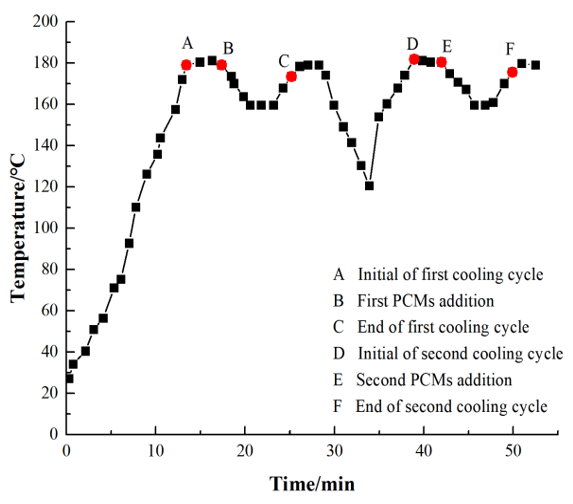 200
180
160
140
120
100
80
60
40
20
0
Temperature/°C
A
B
C
D
E
F
A Initial of first cooling cycle
B First PCMs addition
C End of first cooling cycle
D Initial of second cooling cycle
E Second PCMs addition
F End of second cooling cycle
0 10 20 30 40 50
Time/min